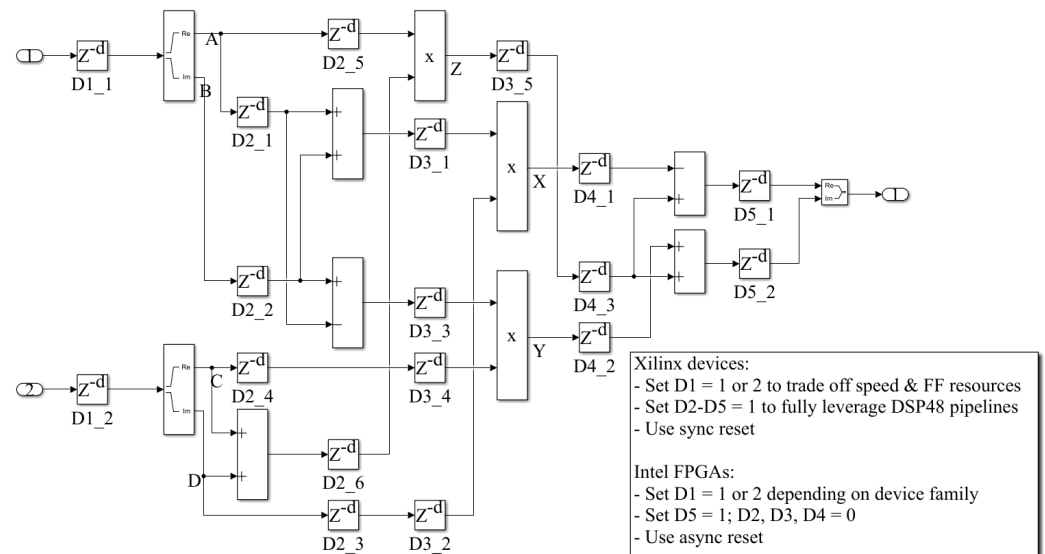 Z-d
D2_5
x
Z
Z-d
D3_5
1
Z-d
D1_1
Re
Im
A
B
Z-d
D2_1
+
+
Z-d
D3_1
x
X
Z-d
D4_1
−
+
Z-d
D5_1
Re
Im
1
Z-d
D2_2
+
−
Z-d
D3_3
x
Y
Z-d
D4_3
+
+
Z-d
D5_2
Z-d
D4_2
2
Z-d
D1_2
Re
Im
C
D
Z-d
D2_4
Z-d
D3_4
+
+
Z-d
D2_6
Z-d
D2_3
Z-d
D3_2
Xilinx devices:
- Set D1 = 1 or 2 to trade off speed & FF resources
- Set D2-D5 = 1 to fully leverage DSP48 pipelines
- Use sync reset
Intel FPGAs:
- Set D1 = 1 or 2 depending on device family
- Set D5 = 1; D2, D3, D4 = 0
- Use async reset